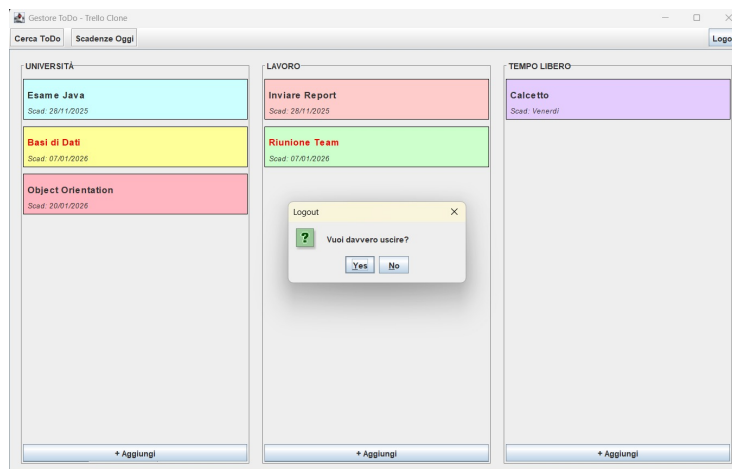 Gestore ToDo - Trello Clone
Cerca ToDo Scadenze Oggi Logo
UNIVERSITÀ
Esame Java
Scad: 28/11/2025
Basi di Dati
Scad: 07/01/2026
Object Orientation
Scad: 20/01/2026
+ Aggiungi
LAVORO
Inviare Report
Scad: 28/11/2025
Riunione Team
Scad: 07/01/2026
+ Aggiungi
TEMPO LIBERO
Calcetto
Scad: Venerdì
+ Aggiungi
Logout
?
Vuoi davvero uscire?
Yes No